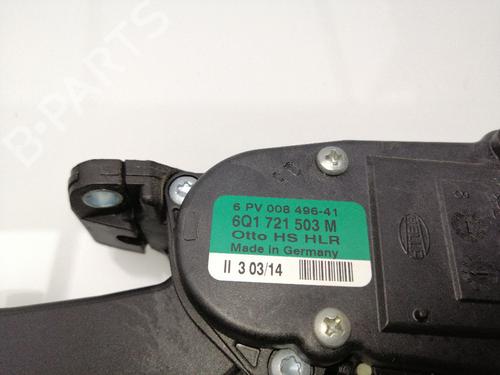 B-PARTS
6 PV 008 496-41
6Q1 721 503 M
Otto HS HLR
Made in Germany
II 3 03/14
HELLA